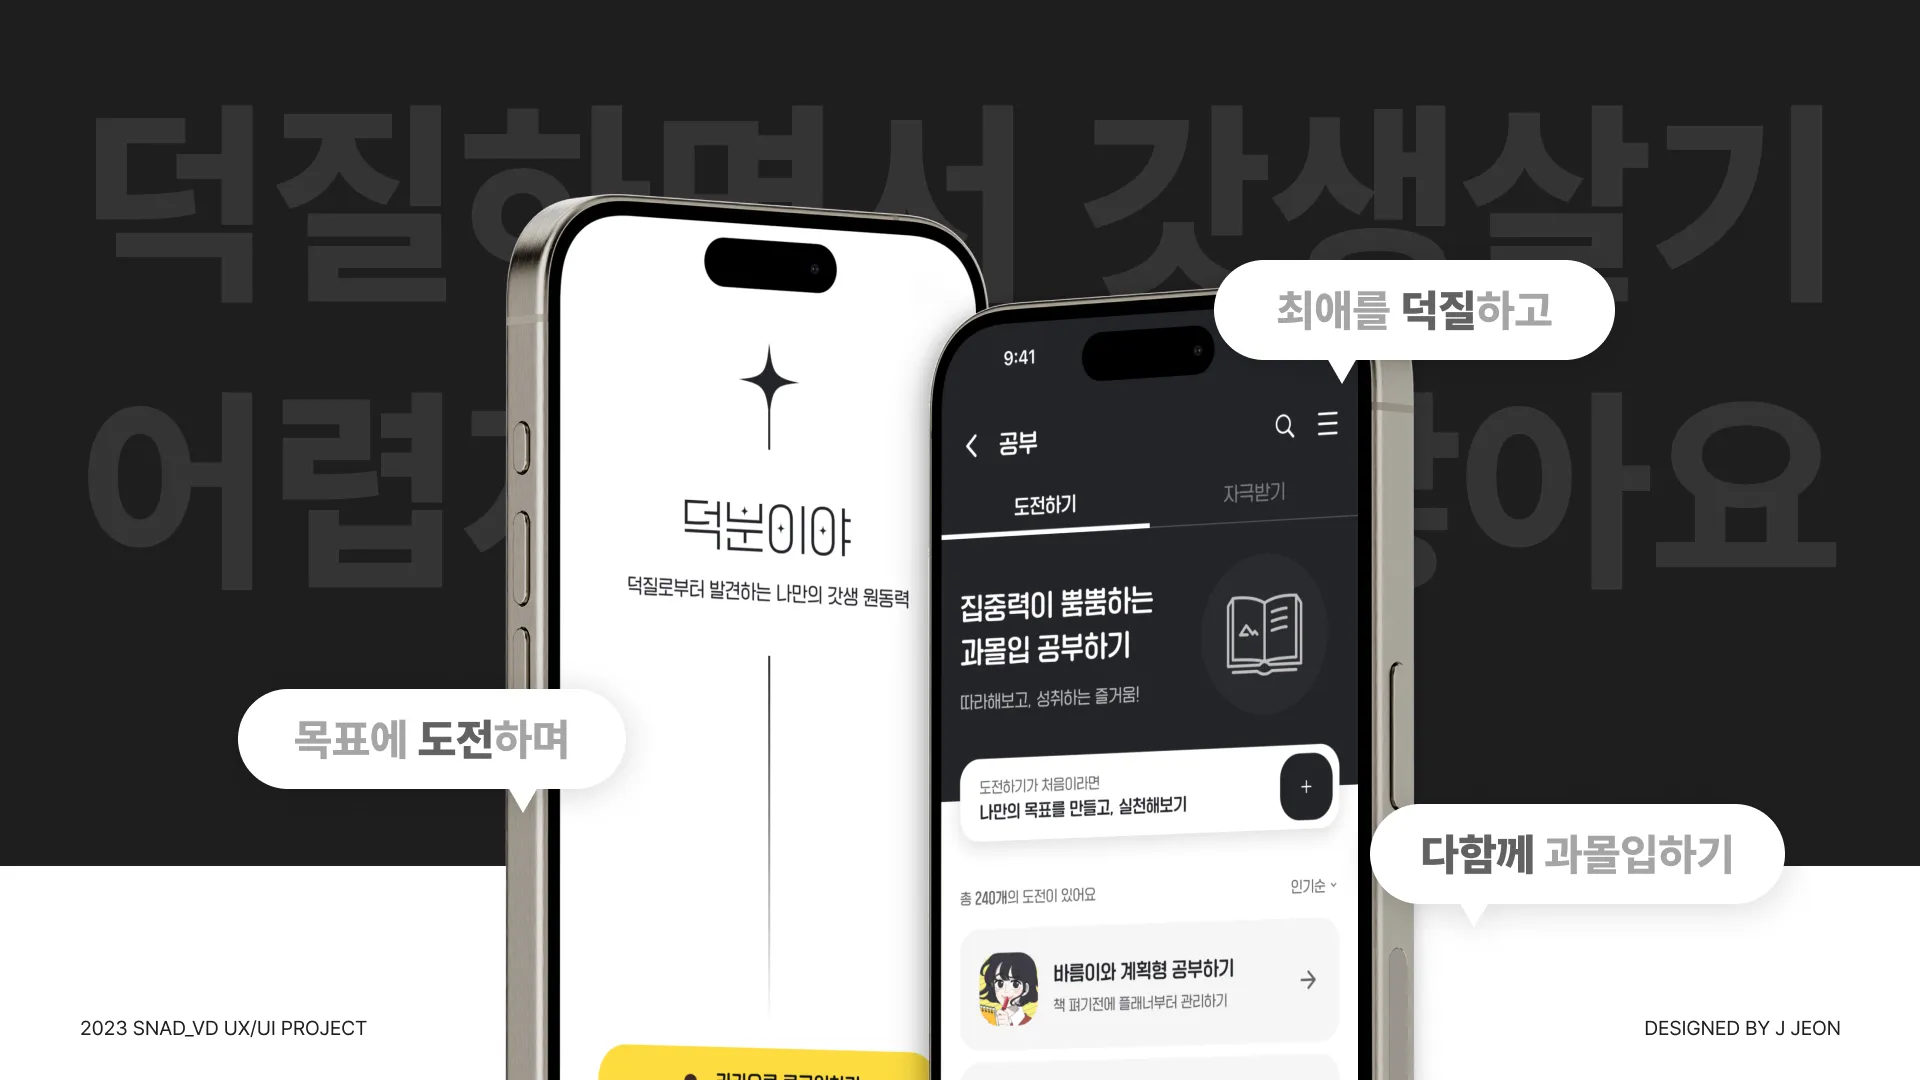 덕질하면서 갓생살기
어렵지 않아요
덕분이야
덕질로부터 발견하는 나만의 갓생 원동력
목표에 도전하며
최애를 덕질하고
9:41
공부
도전하기
자극받기
집중력이 뿜뿜하는
과몰입 공부하기
따라해보고, 성취하는 즐거움!
도전하기가 처음이라면
나만의 목표를 만들고, 실천해보기
+
다함께 과몰입하기
총 240개의 도전이 있어요
인기순
바름이와 계획형 공부하기
책 펴기전에 플래너부터 관리하기
2023 SNAD_VD UX/UI PROJECT
DESIGNED BY J JEON